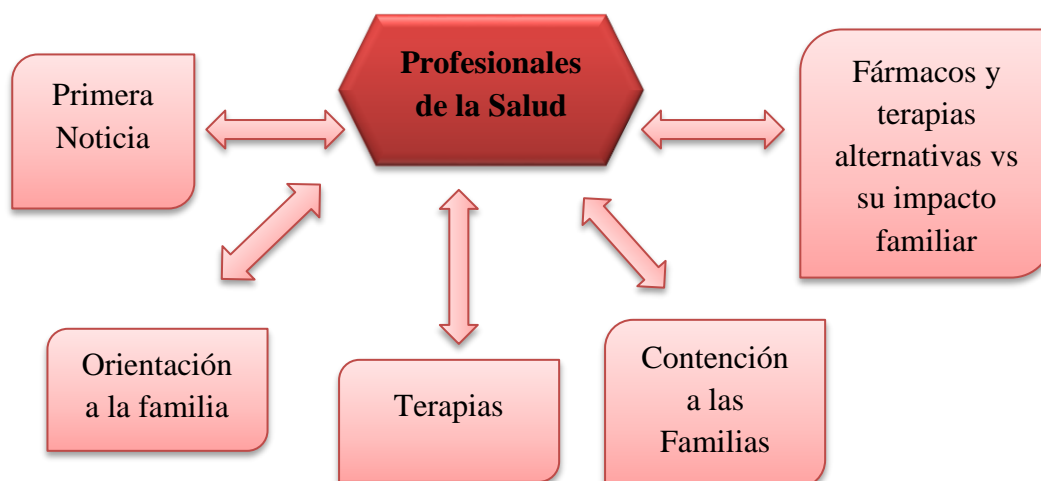 Profesionales
de la Salud
Primera
Noticia
Fármacos y
terapias
alternativas vs
su impacto
familiar
Orientación
a la familia
Terapias
Contención
a las
Familias